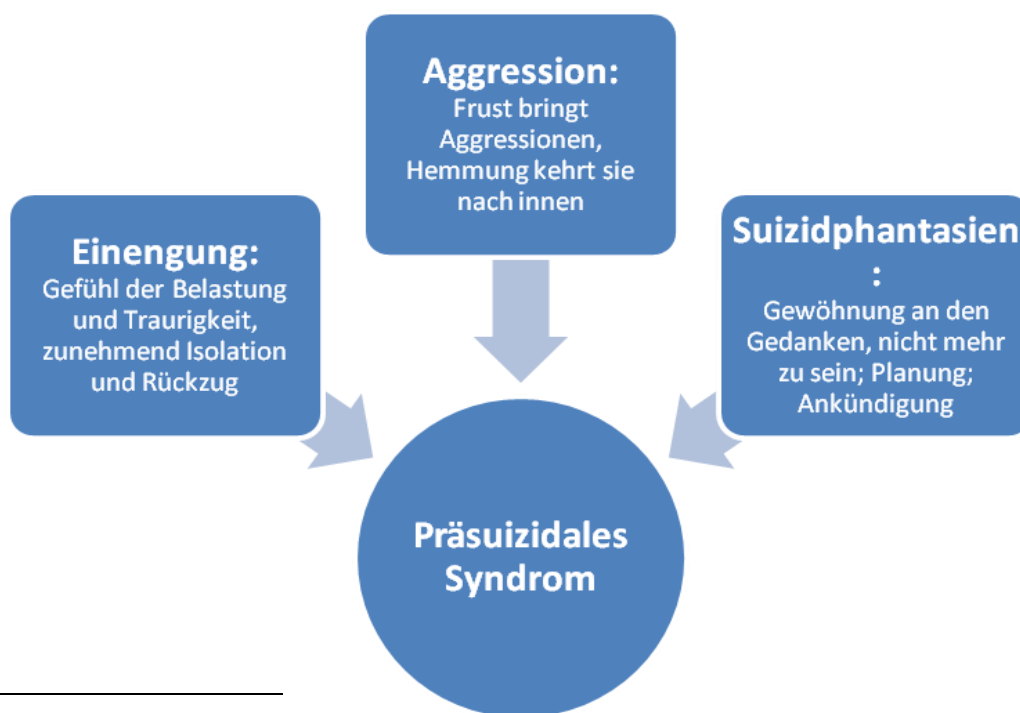 Aggression:
Frust bringt
Aggressionen,
Hemmung kehrt sie
nach innen
Einengung:
Gefühl der Belastung
und Traurigkeit,
zunehmend Isolation
und Rückzug
Suizidphantasien
:
Gewöhnung an den
Gedanken, nicht mehr
zu sein; Planung;
Ankündigung
Präsuizidales
Syndrom